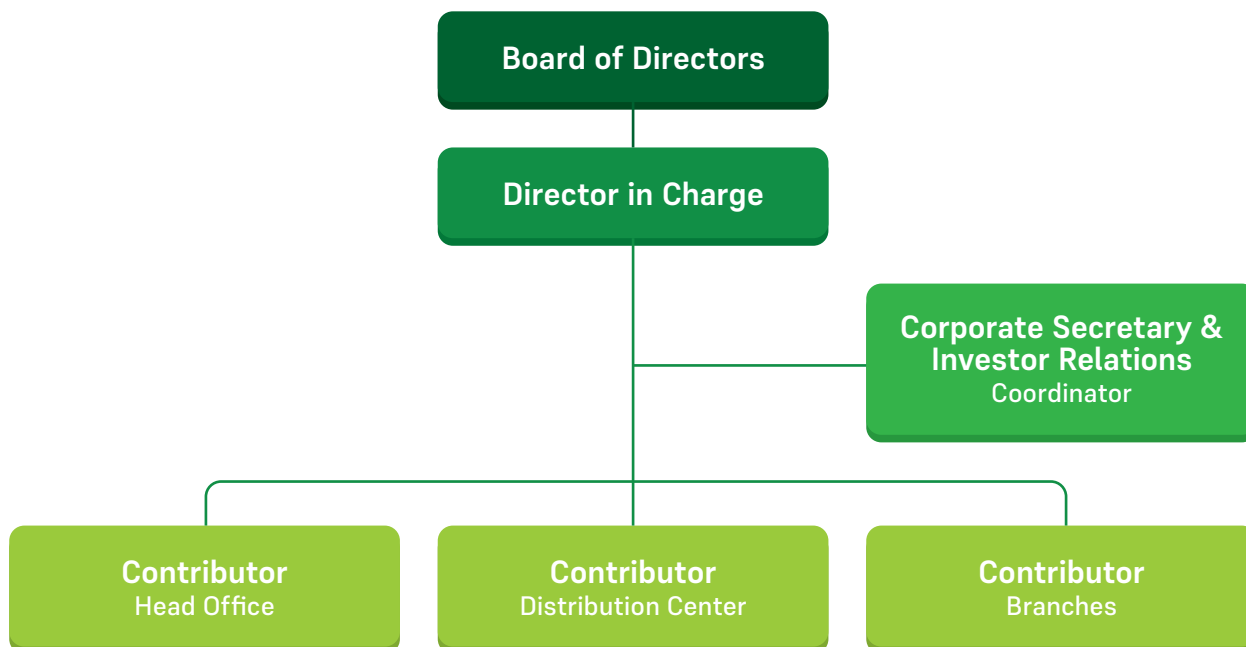 Board of Directors
Director in Charge
Corporate Secretary &
Investor Relations
Coordinator
Contributor
Head Office
Contributor
Distribution Center
Contributor
Branches